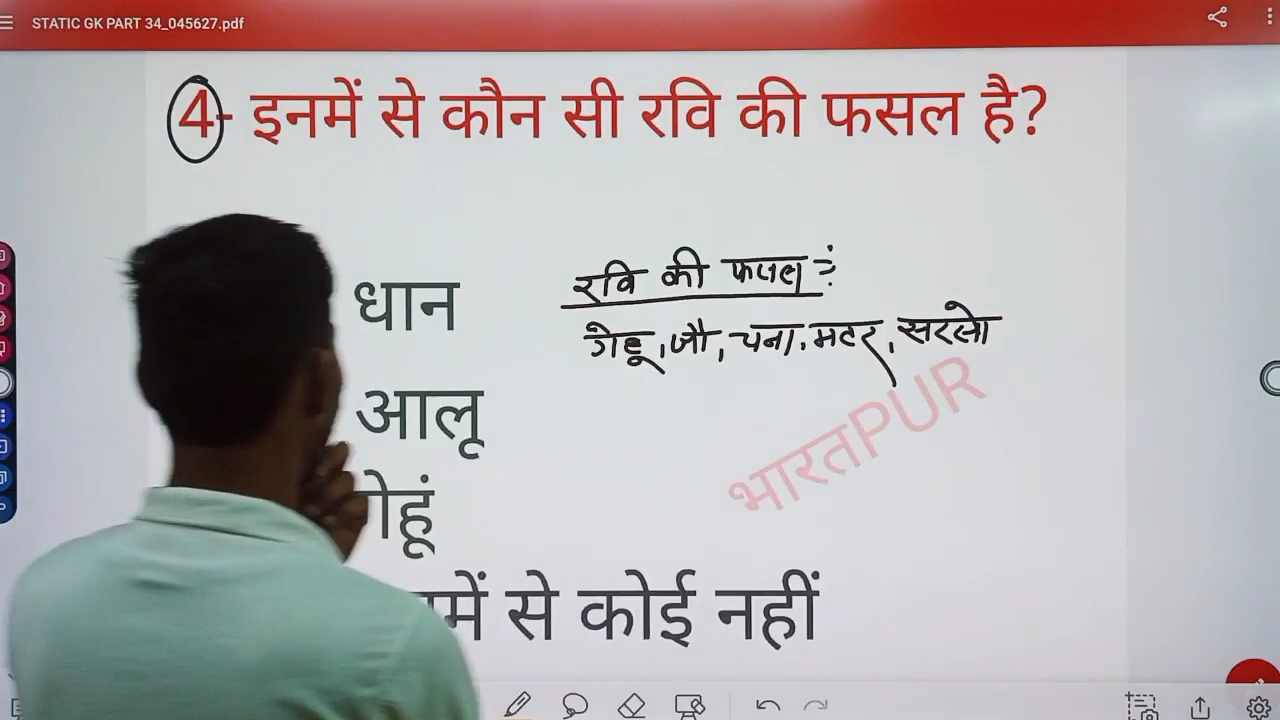 STATIC GK PART 34_045627.pdf
4- इनमें से कौन सी रवि की फसल है?
रवि की फसल :
धान
गेहू, जौ, चना, मटर, सरसो
भारतPUR
आलू
में से कोई नहीं